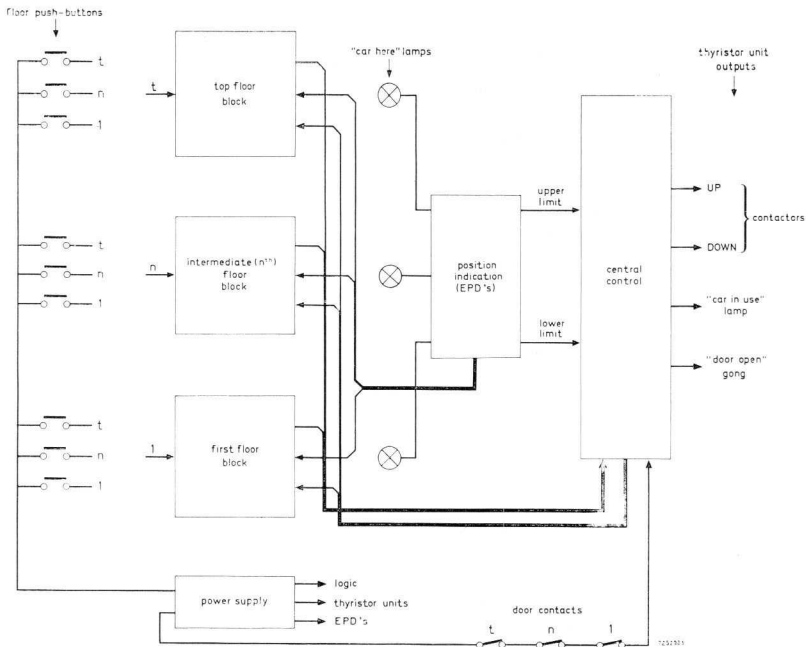 floor push-buttons
t
n
1
t
top floor
block
"car here" lamps
thyristor unit
outputs
t
n
1
n
intermediate (nth)
floor
block
position
indication
(EPD's)
upper
limit
lower
limit
central
control
UP
DOWN
contactors
"car in use"
lamp
"door open"
gong
t
n
1
1
first floor
block
power supply
logic
thyristor units
EPD's
door contacts
t
n
1